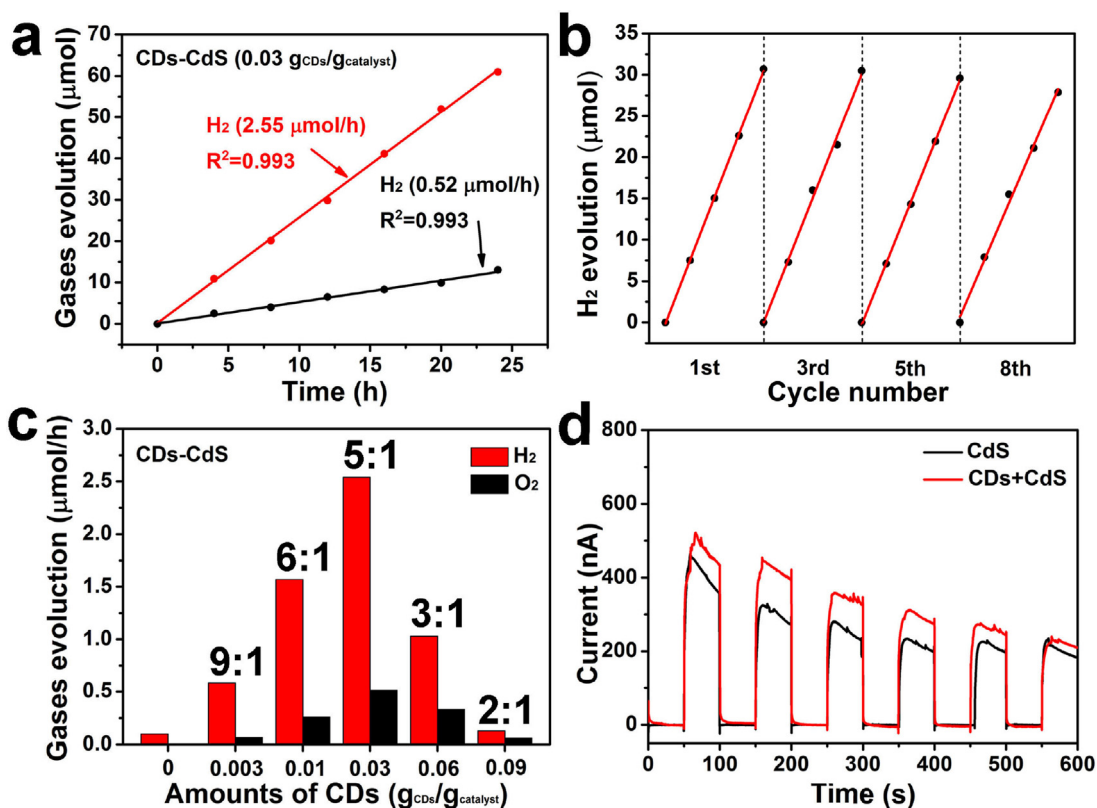 a
CDs-CdS (0.03 gCDs/gcatalyst)
H2 (2.55 μmol/h)
R2=0.993
H2 (0.52 μmol/h)
R2=0.993
Gases evolution (μmol)
70
60
50
40
30
20
10
0
0 5 10 15 20 25
Time (h)
b
H2 evolution (μmol)
35
30
25
20
15
10
5
0
1st 3rd 5th 8th
Cycle number
c
CDs-CdS
H2
O2
9:1
6:1
5:1
3:1
2:1
Gases evoluction (μmol/h)
3.0
2.5
2.0
1.5
1.0
0.5
0.0
0 0.003 0.01 0.03 0.06 0.09
Amounts of CDs (gCDs/gcatalyst)
d
CdS
CDs+CdS
Current (nA)
800
600
400
200
0
0 100 200 300 400 500 600
Time (s)